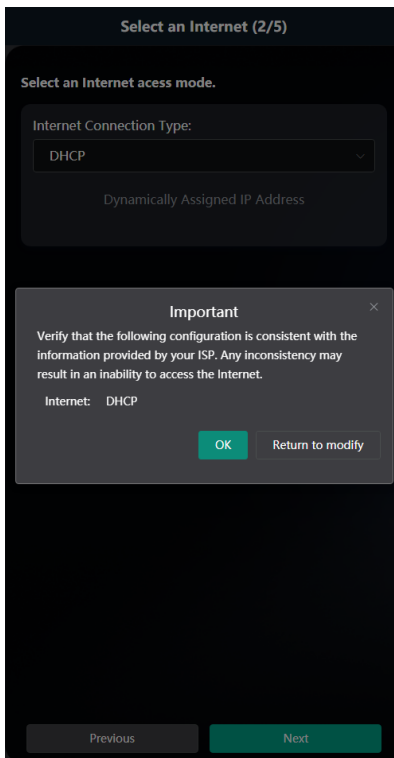 Select an Internet (2/5)
Select an Internet acess mode.
Internet Connection Type:
DHCP
Dynamically Assigned IP Address
Important
Verify that the following configuration is consistent with the
information provided by your ISP. Any inconsistency may
result in an inability to access the Internet.
Internet: DHCP
OK Return to modify
Previous Next